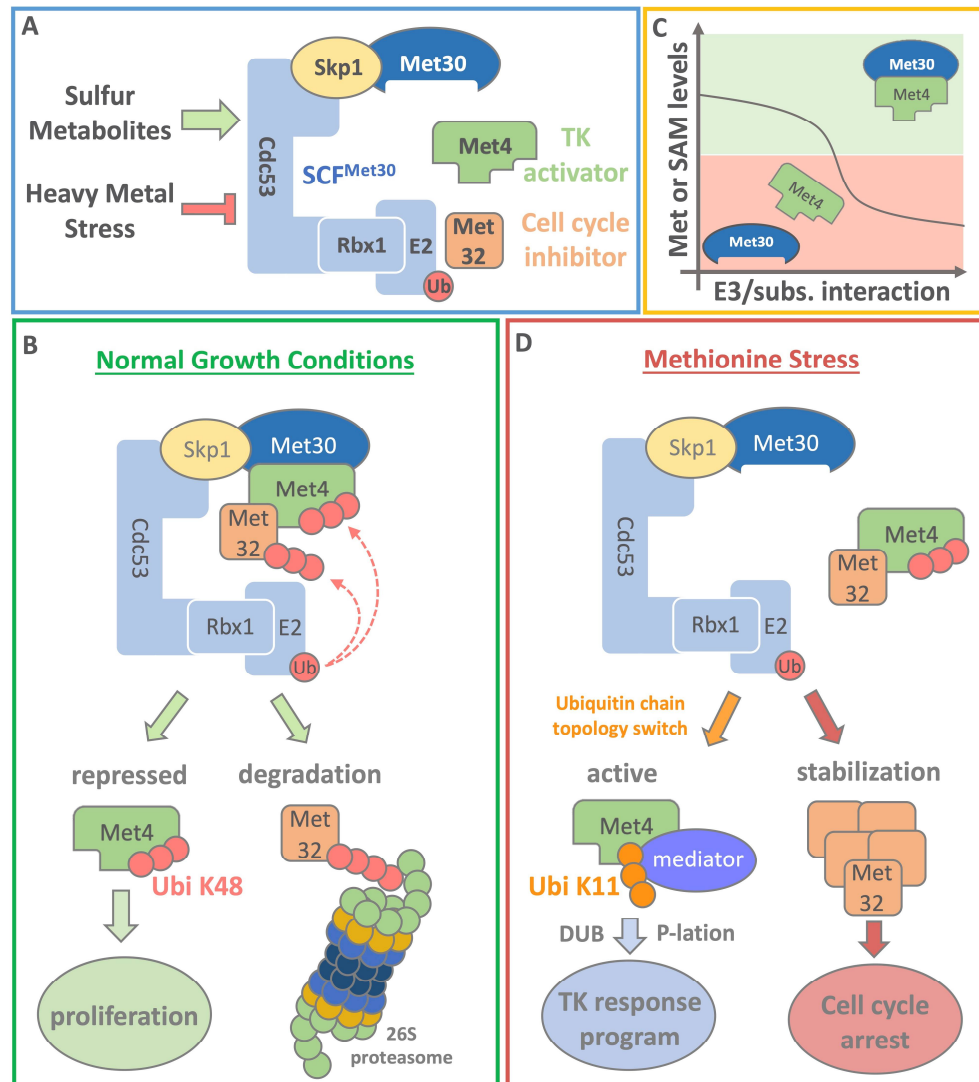 A
Skp1
Met30
Sulfur
Metabolites
Cdc53
SCFMet30
Met4
TK
activator
Heavy Metal
Stress
Rbx1
E2
Met
32
Cell cycle
inhibitor
Ub
C
Met or SAM levels
Met30
Met4
Met4
Met30
E3/subs. interaction
B
Normal Growth Conditions
Skp1
Met30
Met4
Met
32
Cdc53
Rbx1
E2
Ub
repressed
degradation
Met4
Ubi K48
Met
32
proliferation
26S
proteasome
D
Methionine Stress
Skp1
Met30
Cdc53
Met4
Met
32
Rbx1
E2
Ub
Ubiquitin chain
topology switch
active
stabilization
Met4
mediator
Ubi K11
Met
32
DUB
P-lation
TK response
program
Cell cycle
arrest